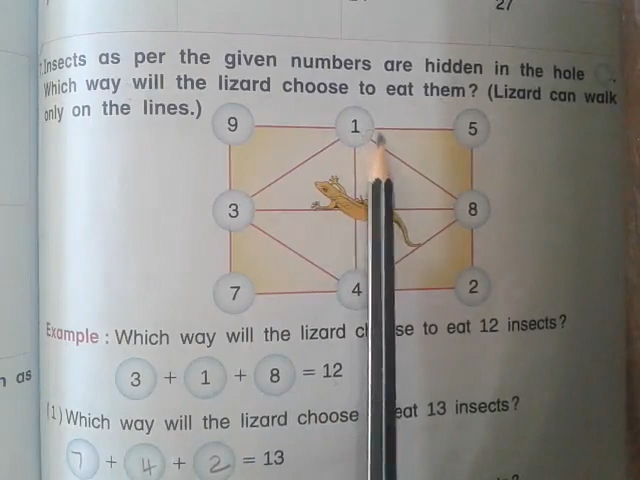 27
Insects as per the given numbers are hidden in the hole .
Which way will the lizard choose to eat them? (Lizard can walk
only on the lines.)
9 1 5
3 8
7 4 2
Example : Which way will the lizard ch se to eat 12 insects?
3 + 1 + 8 = 12
as
(1) Which way will the lizard choose eat 13 insects?
7 + 4 + 2 = 13